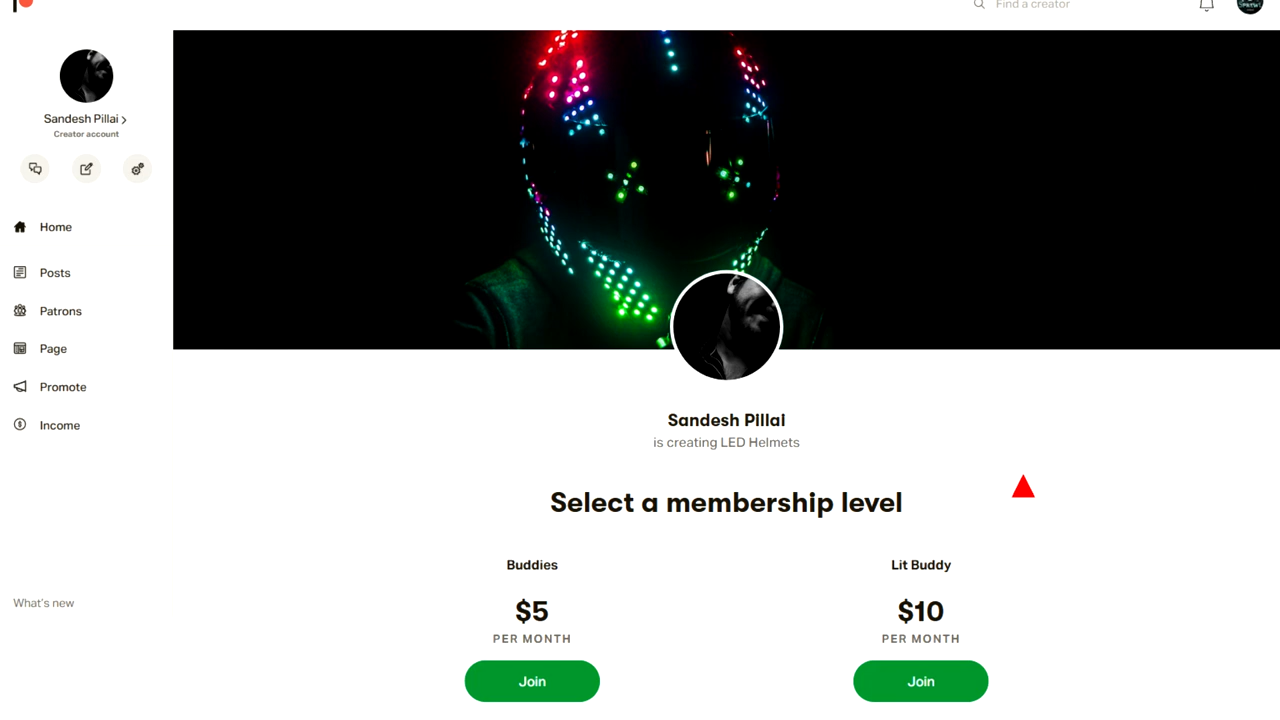 Find a creator
Sandesh Pillai
Creator account
Home
Posts
Patrons
Page
Promote
Income
What's new
Sandesh Pillai
is creating LED Helmets
Select a membership level
Buddies
$5
PER MONTH
Join
Lit Buddy
$10
PER MONTH
Join